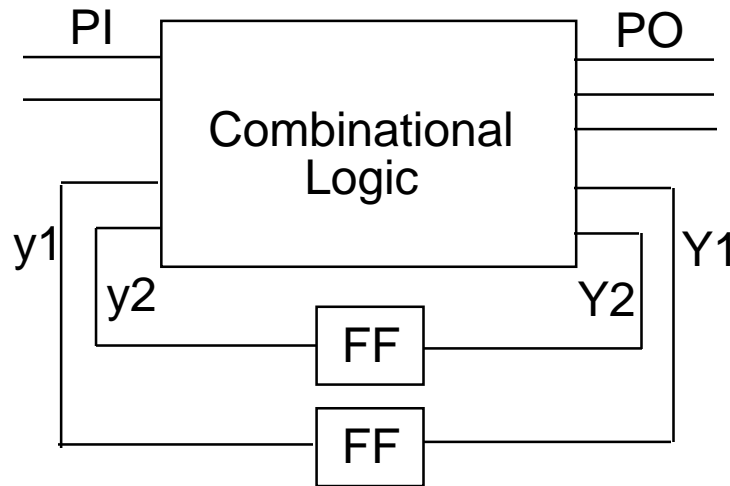 PI
PO
Combinational
Logic
y1
Y1
y2
Y2
FF
FF